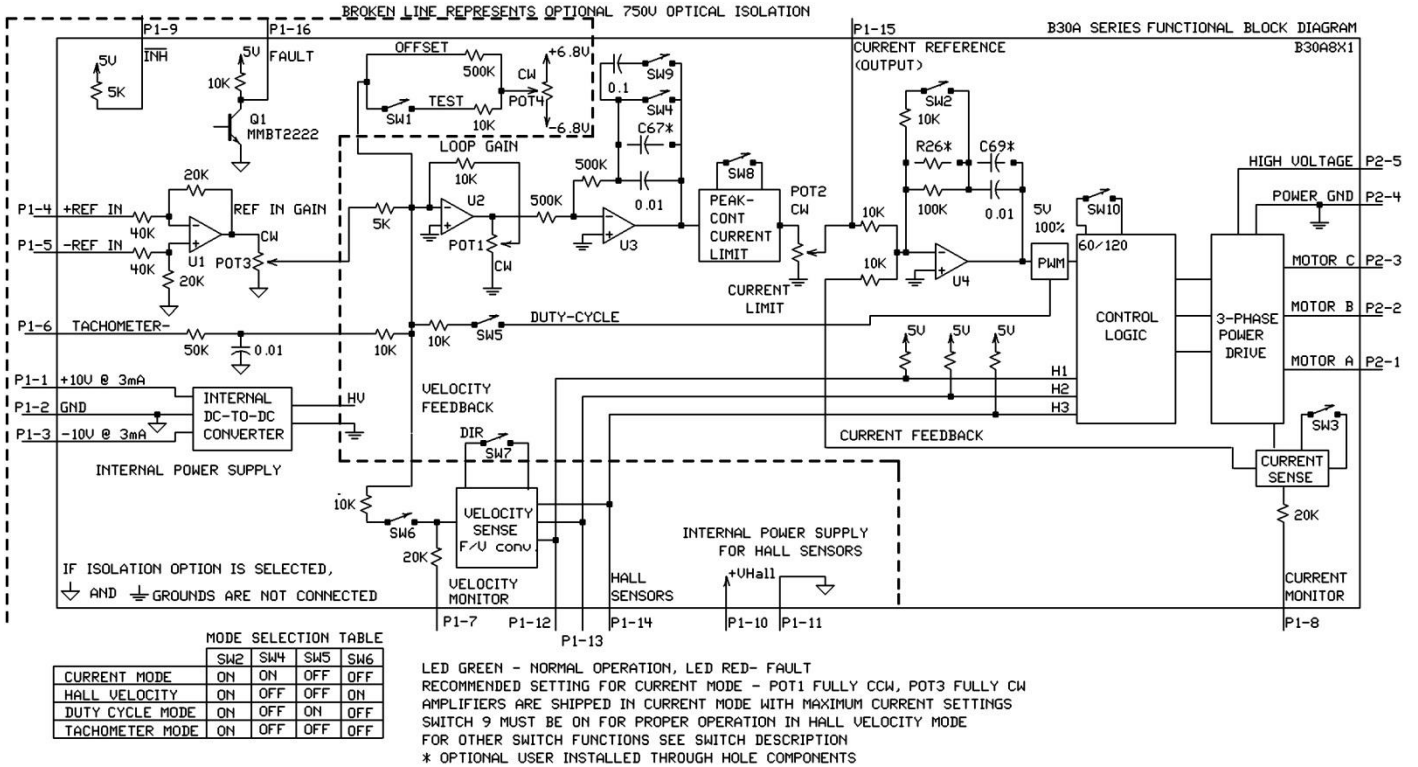 BROKEN LINE REPRESENTS OPTIONAL 750V OPTICAL ISOLATION
P1-9
P1-16
P1-15
B30A SERIES FUNCTIONAL BLOCK DIAGRAM
B30A8X1
5V
INH
5K
5V
FAULT
10K
Q1
MMBT2222
OFFSET
500K
CW
POT4
+6.8V
-6.8V
SW1
TEST
10K
0.1
SW9
SW4
C67*
0.01
CURRENT REFERENCE
(OUTPUT)
SW2
10K
R26*
C69*
100K
0.01
HIGH VOLTAGE
P2-5
POWER GND
P2-4
MOTOR C
P2-3
MOTOR B
P2-2
MOTOR A
P2-1
LOOP GAIN
10K
U2
500K
500K
SW8
POT2
CW
P1-4
+REF IN
40K
20K
REF IN GAIN
P1-5
-REF IN
40K
U1
CW
POT3
20K
5K
POT1
CW
U3
PEAK-
CONT
CURRENT
LIMIT
CURRENT
LIMIT
10K
10K
U4
5V
100%
PWM
SW10
60/120
CONTROL
LOGIC
3-PHASE
POWER
DRIVE
P1-6
TACHOMETER-
50K
0.01
10K
10K
SW5
DUTY-CYCLE
5V
5V
5V
H1
H2
H3
P1-1
+10V @ 3mA
P1-2
GND
P1-3
-10V @ 3mA
INTERNAL
DC-TO-DC
CONVERTER
HV
INTERNAL POWER SUPPLY
VELOCITY
FEEDBACK
DIR
SW7
CURRENT FEEDBACK
SW3
CURRENT
SENSE
20K
10K
SW6
20K
VELOCITY
SENSE
F/V conv.
INTERNAL POWER SUPPLY
FOR HALL SENSORS
+VHall
IF ISOLATION OPTION IS SELECTED,
AND
GROUNDS ARE NOT CONNECTED
VELOCITY
MONITOR
HALL
SENSORS
CURRENT
MONITOR
P1-7
P1-12
P1-13
P1-14
P1-10
P1-11
P1-8
MODE SELECTION TABLE
SW2 SW4 SW5 SW6
CURRENT MODE ON ON OFF OFF
HALL VELOCITY ON OFF OFF ON
DUTY CYCLE MODE ON OFF ON OFF
TACHOMETER MODE ON OFF OFF OFF
LED GREEN - NORMAL OPERATION, LED RED- FAULT
RECOMMENDED SETTING FOR CURRENT MODE - POT1 FULLY CCW, POT3 FULLY CW
AMPLIFIERS ARE SHIPPED IN CURRENT MODE WITH MAXIMUM CURRENT SETTINGS
SWITCH 9 MUST BE ON FOR PROPER OPERATION IN HALL VELOCITY MODE
FOR OTHER SWITCH FUNCTIONS SEE SWITCH DESCRIPTION
* OPTIONAL USER INSTALLED THROUGH HOLE COMPONENTS